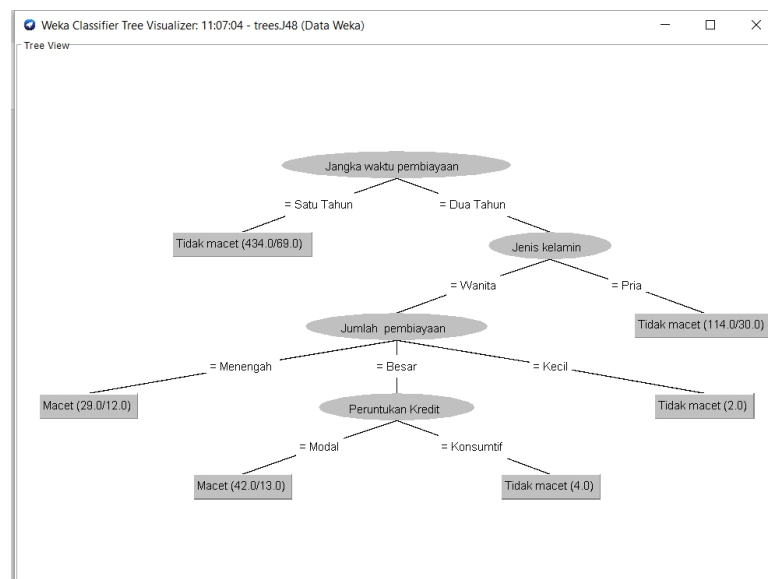 Weka Classifier Tree Visualizer: 11:07:04 - trees.J48 (Data Weka)
Tree View
Jangka waktu pembiayaan
= Satu Tahun
= Dua Tahun
Tidak macet (434.0/69.0)
Jenis kelamin
= Wanita
= Pria
Jumlah pembiayaan
Tidak macet (114.0/30.0)
= Menengah
= Besar
= Kecil
Macet (29.0/12.0)
Peruntukan Kredit
Tidak macet (2.0)
= Modal
= Konsumtif
Macet (42.0/13.0)
Tidak macet (4.0)